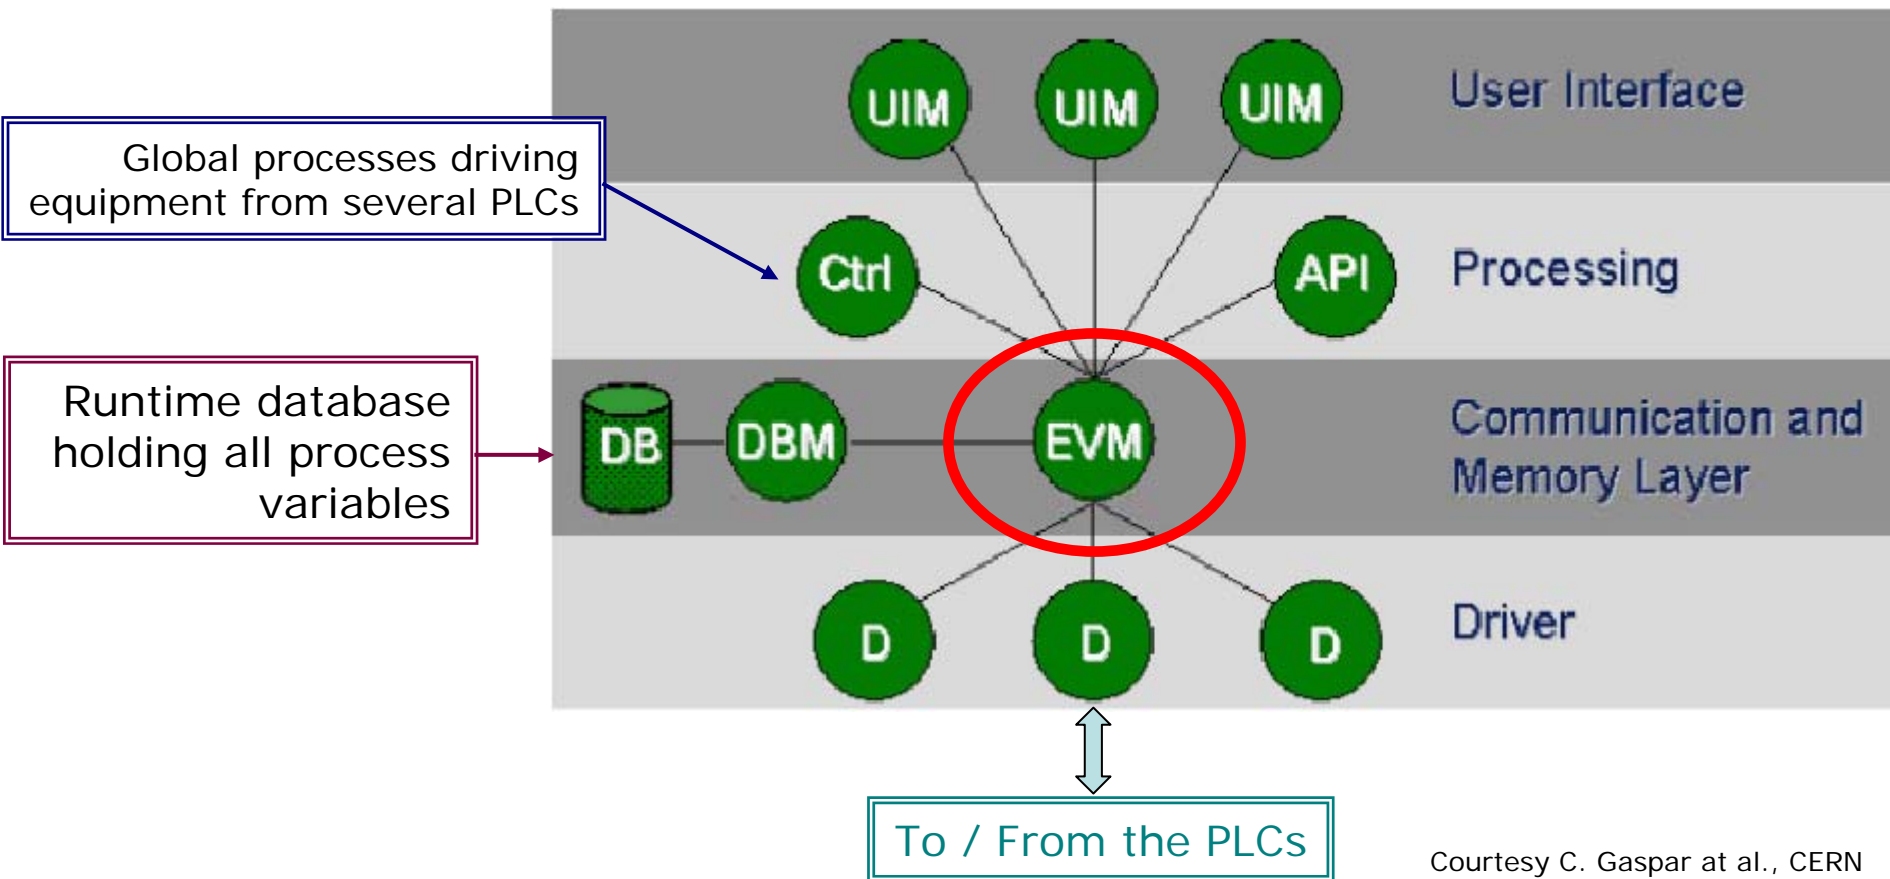 UIM UIM UIM
User Interface
Global processes driving
equipment from several PLCs
Ctrl API
Processing
Runtime database
holding all process
variables
DB DBM EVM
Communication and
Memory Layer
D D D
Driver
To / From the PLCs
Courtesy C. Gaspar at al., CERN